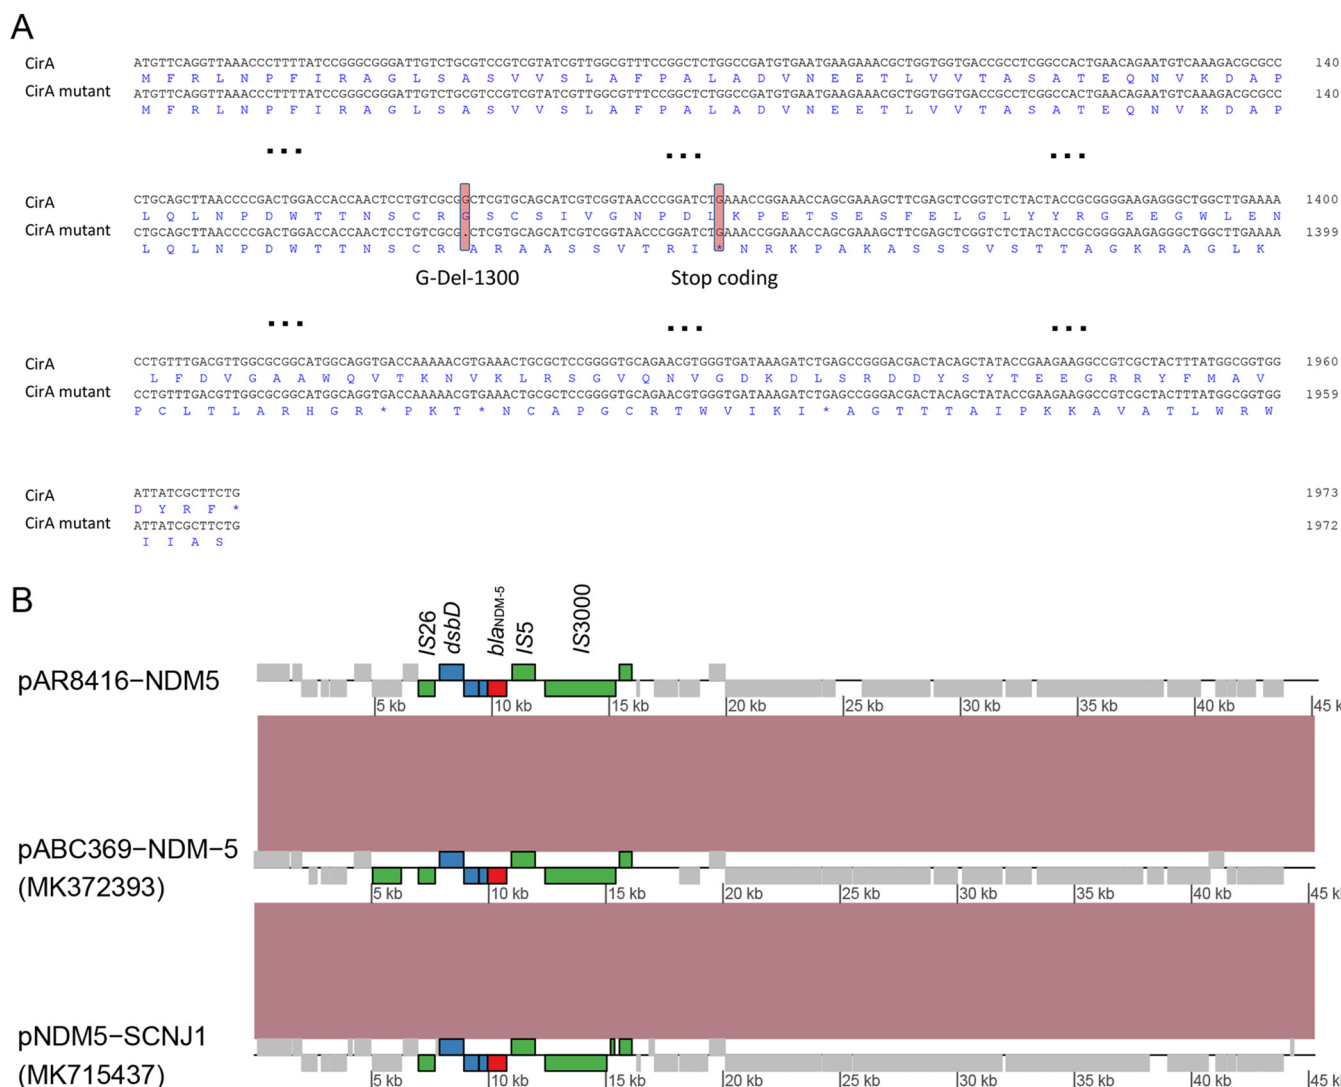 A
CirA ATGTTCAGGTTAAACCCTTTTATCCGGGCGGGATTGTCTGCGTCCGTCGTATCGTTGGCGTTTCCGGCTCTGGCCGATGTGAATGAAGAAACGCTGGTGGTGACCGCCTCGGCCACTGAACAGAATGTCAAAGACGCGCC 140
M F R L N P F I R A G L S A S V V S L A F P A L A D V N E E T L V V T A S A T E Q N V K D A P
CirA mutant ATGTTCAGGTTAAACCCTTTTATCCGGGCGGGATTGTCTGCGTCCGTCGTATCGTTGGCGTTTCCGGCTCTGGCCGATGTGAATGAAGAAACGCTGGTGGTGACCGCCTCGGCCACTGAACAGAATGTCAAAGACGCGCC 140
M F R L N P F I R A G L S A S V V S L A F P A L A D V N E E T L V V T A S A T E Q N V K D A P
... ... ...
CirA CTGCAGCTTAACCCCGACTGGACCACCAACTCCTGTCGCGGCTCGTGCAGCATCGTCGGTAACCCGGATCTGAAACCGGAAACCAGCGAAAGCTTCGAGCTCGGTCTCTACTACCGCGGGGAAGAGGGCTGGCTTGAAAA 1400
L Q L N P D W T T N S C R G S C S I V G N P D L K P E T S E S F E L G L Y Y R G E E G W L E N
CirA mutant CTGCAGCTTAACCCCGACTGGACCACCAACTCCTGTCGCG.CTCGTGCAGCATCGTCGGTAACCCGGATCTGAAACCGGAAACCAGCGAAAGCTTCGAGCTCGGTCTCTACTACCGCGGGGAAGAGGGCTGGCTTGAAAA 1399
L Q L N P D W T T N S C R A R A A S S V T R I * N R K P A K A S S S V S T T A G K R A G L K
G-Del-1300 Stop coding
... ... ...
CirA CCTGTTTGACGTTGGCGCGGCATGGCAGGTGACCAAAAACGTGAAACTGCGCTCCGGGGTGCAGAACGTGGGTGATAAAGATCTGAGCCGGGACGACTACAGCTATACCGAAGAAGGCCGTCGCTACTTTATGGCGGTGG 1960
L F D V G A A W Q V T K N V K L R S G V Q N V G D K D L S R D D Y S Y T E E G R R Y F M A V
CirA mutant CCTGTTTGACGTTGGCGCGGCATGGCAGGTGACCAAAAACGTGAAACTGCGCTCCGGGGTGCAGAACGTGGGTGATAAAGATCTGAGCCGGGACGACTACAGCTATACCGAAGAAGGCCGTCGCTACTTTATGGCGGTGG 1959
P C L T L A R H G R * P K T * N C A P G C R T W V I K I * A G T T T A I P K K A V A T L W R W
CirA ATTATCGCTTCTG 1973
D Y R F *
CirA mutant ATTATCGCTTCTG 1972
I I A S
B
IS26 dsbD blaNDM-5 IS5 IS3000
pAR8416−NDM5
5 kb 10 kb 15 kb 20 kb 25 kb 30 kb 35 kb 40 kb 45 k
pABC369−NDM−5
(MK372393)
5 kb 10 kb 15 kb 20 kb 25 kb 30 kb 35 kb 40 kb 45 k
pNDM5−SCNJ1
(MK715437)
5 kb 10 kb 15 kb 20 kb 25 kb 30 kb 35 kb 40 kb 45 k